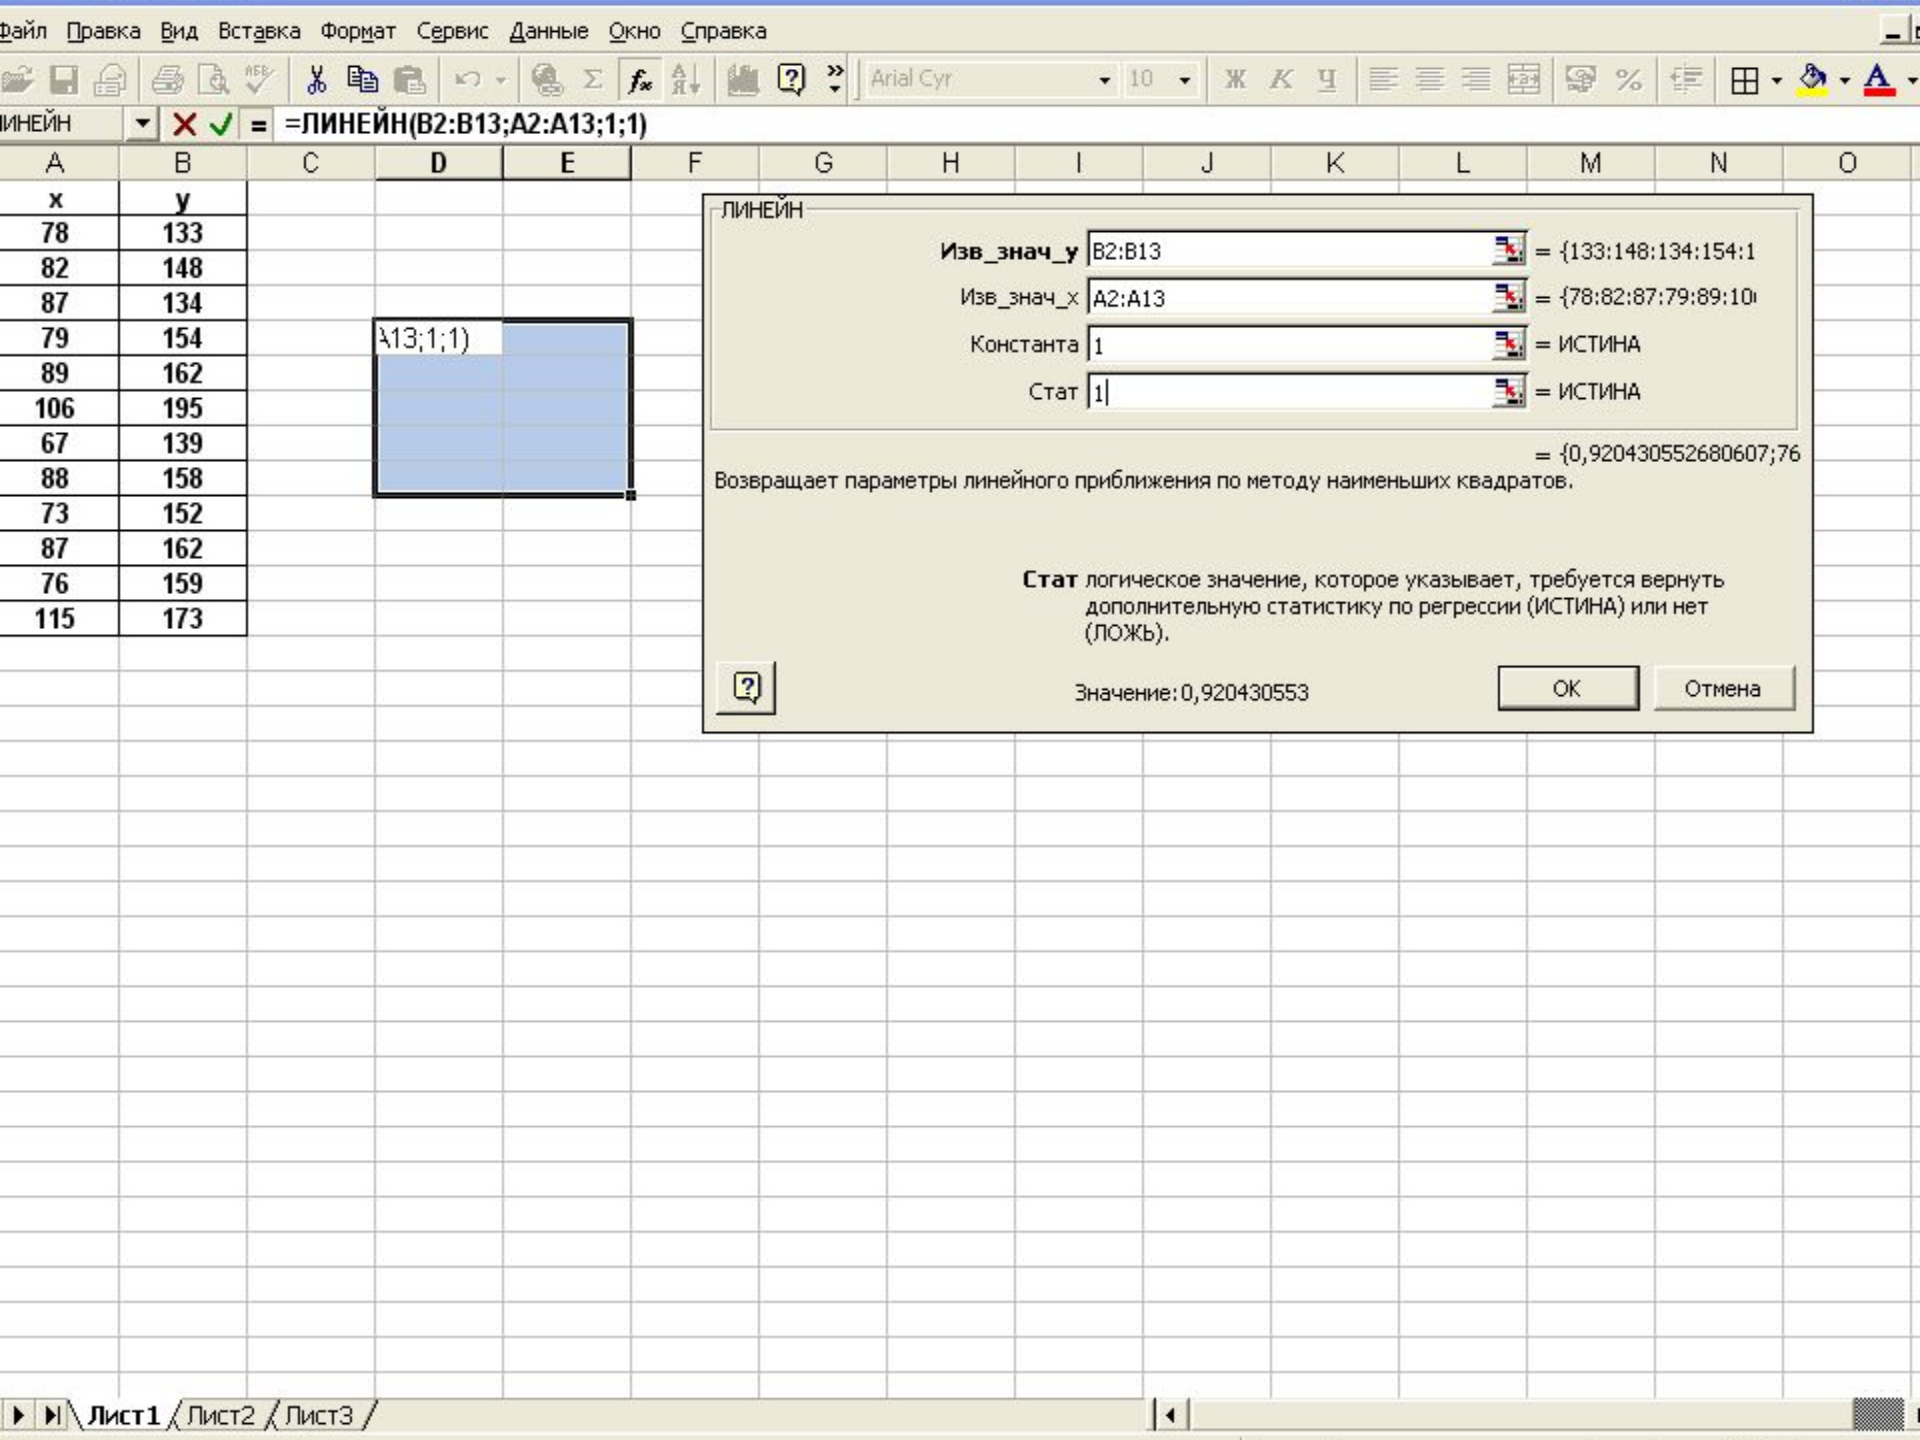 Файл Правка Вид Вставка Формат Сервис Данные Окно Справка
Arial Cyr 10 Ж К Ч %
ЛИНЕЙН =ЛИНЕЙН(B2:B13;A2:A13;1;1)
A B C D E F G H I J K L M N O
x y
78 133
82 148
87 134
79 154
89 162
106 195
67 139
88 158
73 152
87 162
76 159
115 173
A13;1;1)
ЛИНЕЙН
Изв_знач_y B2:B13 = {133:148:134:154:1
Изв_знач_x A2:A13 = {78:82:87:79:89:10
Константа 1 = ИСТИНА
Стат 1 = ИСТИНА
= {0,920430552680607;76
Возвращает параметры линейного приближения по методу наименьших квадратов.
Стат логическое значение, которое указывает, требуется вернуть
дополнительную статистику по регрессии (ИСТИНА) или нет
(ЛОЖЬ).
Значение:0,920430553 ОК Отмена
Лист1 Лист2 Лист3